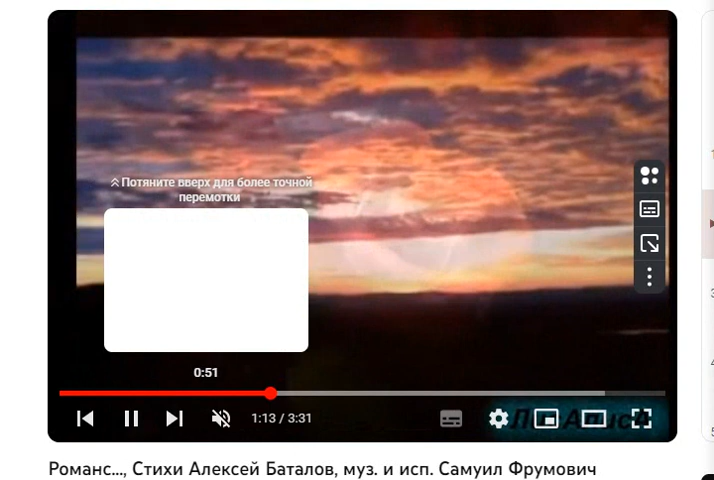 Потяните вверх для более точной
перемотки
0:51
1:13 / 3:31
Романс..., Стихи Алексей Баталов, муз. и исп. Самуил Фрумович